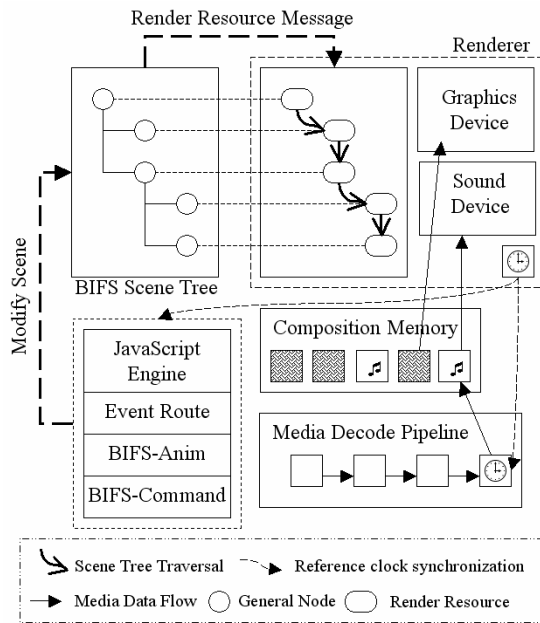 Render Resource Message
Renderer
Graphics
Device
Sound
Device
BIFS Scene Tree
Modify Scene
JavaScript
Engine
Event Route
BIFS-Anim
BIFS-Command
Composition Memory
Media Decode Pipeline
Scene Tree Traversal
Reference clock synchronization
Media Data Flow
General Node
Render Resource